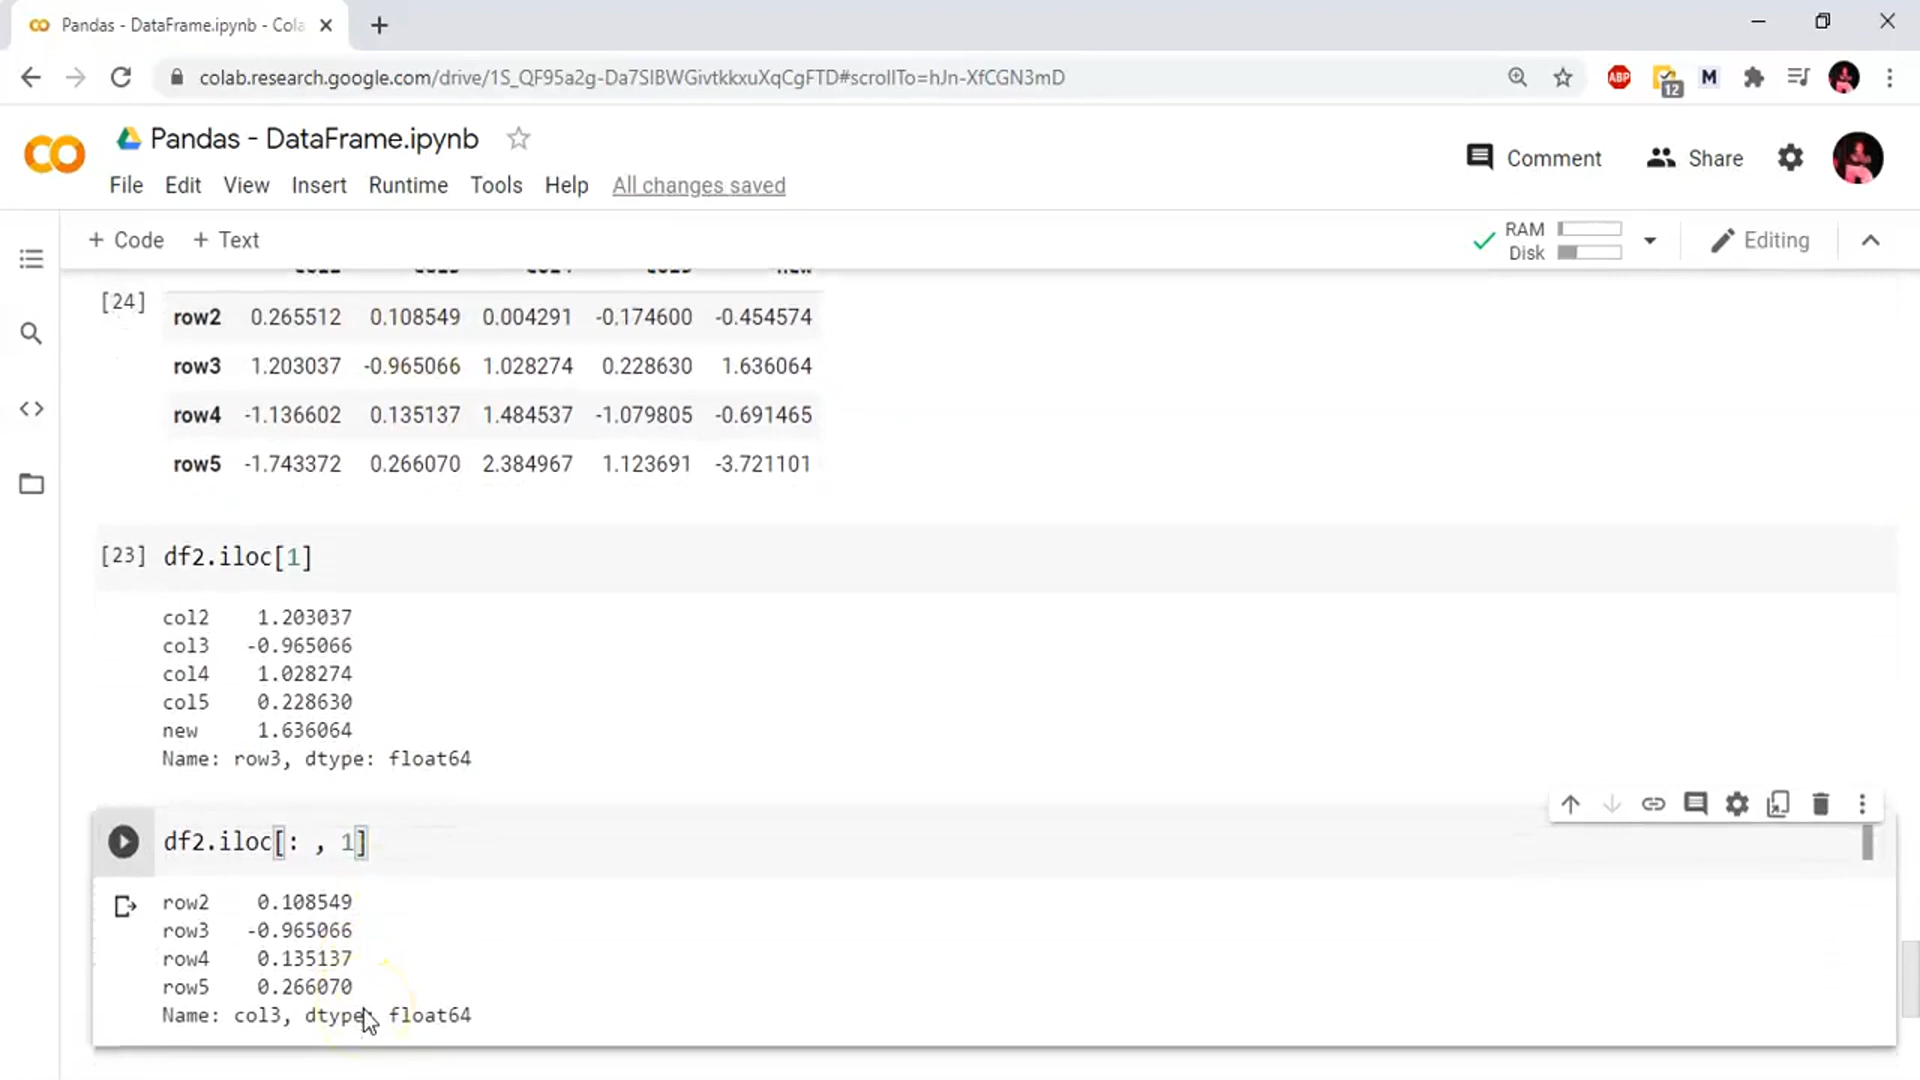 Pandas - DataFrame.ipynb - Cola
colab.research.google.com/drive/1S_QF95a2g-Da7SIBWGivtkkxuXqCgFTD#scrollTo=hJn-XfCGN3mD
ABP
12
M
Pandas - DataFrame.ipynb
Comment
Share
File Edit View Insert Runtime Tools Help All changes saved
+ Code + Text
RAM
Disk
Editing
[24]
row2 0.265512 0.108549 0.004291 -0.174600 -0.454574
row3 1.203037 -0.965066 1.028274 0.228630 1.636064
row4 -1.136602 0.135137 1.484537 -1.079805 -0.691465
row5 -1.743372 0.266070 2.384967 1.123691 -3.721101
[23] df2.iloc[1]
col2 1.203037
col3 -0.965066
col4 1.028274
col5 0.228630
new 1.636064
Name: row3, dtype: float64
df2.iloc[: , 1]
row2 0.108549
row3 -0.965066
row4 0.135137
row5 0.266070
Name: col3, dtype: float64